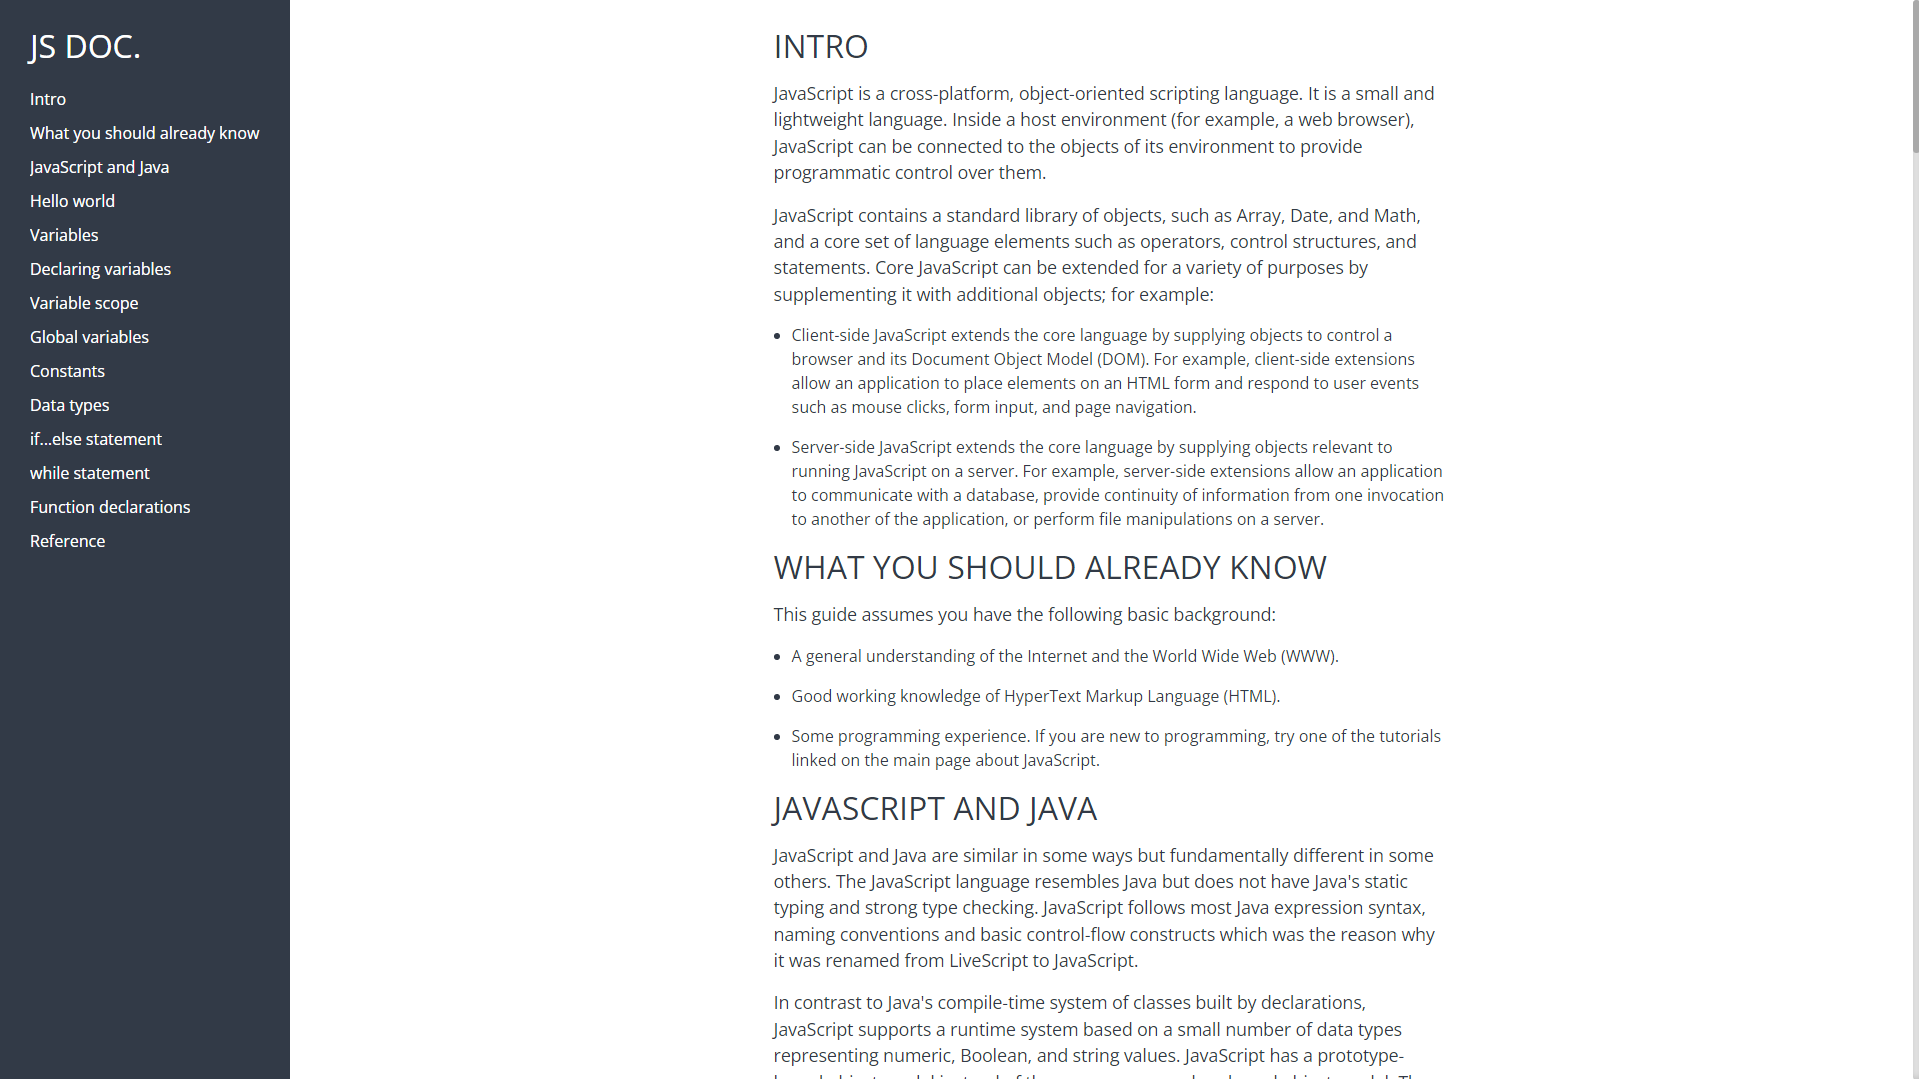 JS DOC.
Intro
What you should already know
JavaScript and Java
Hello world
Variables
Declaring variables
Variable scope
Global variables
Constants
Data types
if...else statement
while statement
Function declarations
Reference
INTRO
JavaScript is a cross-platform, object-oriented scripting language. It is a small and
lightweight language. Inside a host environment (for example, a web browser),
JavaScript can be connected to the objects of its environment to provide
programmatic control over them.
JavaScript contains a standard library of objects, such as Array, Date, and Math,
and a core set of language elements such as operators, control structures, and
statements. Core JavaScript can be extended for a variety of purposes by
supplementing it with additional objects; for example:
• Client-side JavaScript extends the core language by supplying objects to control a
browser and its Document Object Model (DOM). For example, client-side extensions
allow an application to place elements on an HTML form and respond to user events
such as mouse clicks, form input, and page navigation.
• Server-side JavaScript extends the core language by supplying objects relevant to
running JavaScript on a server. For example, server-side extensions allow an application
to communicate with a database, provide continuity of information from one invocation
to another of the application, or perform file manipulations on a server.
WHAT YOU SHOULD ALREADY KNOW
This guide assumes you have the following basic background:
• A general understanding of the Internet and the World Wide Web (WWW).
• Good working knowledge of HyperText Markup Language (HTML).
• Some programming experience. If you are new to programming, try one of the tutorials
linked on the main page about JavaScript.
JAVASCRIPT AND JAVA
JavaScript and Java are similar in some ways but fundamentally different in some
others. The JavaScript language resembles Java but does not have Java's static
typing and strong type checking. JavaScript follows most Java expression syntax,
naming conventions and basic control-flow constructs which was the reason why
it was renamed from LiveScript to JavaScript.
In contrast to Java's compile-time system of classes built by declarations,
JavaScript supports a runtime system based on a small number of data types
representing numeric, Boolean, and string values. JavaScript has a prototype-